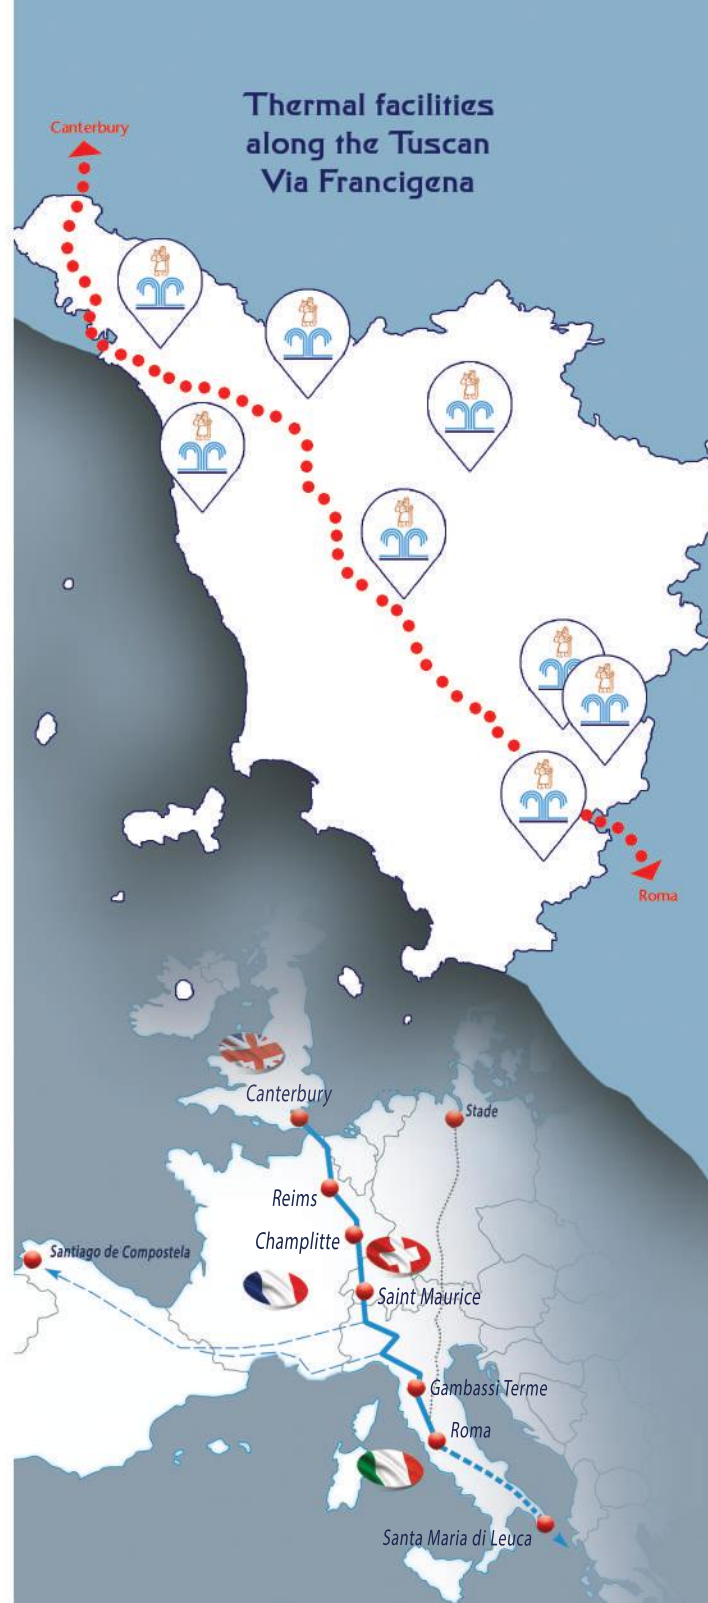 Thermal facilities
along the Tuscan
Via Francigena
Canterbury
Roma
Canterbury
Stade
Reims
Champlitte
Santiago de Compostela
Saint Maurice
Gambassi Terme
Roma
Santa Maria di Leuca